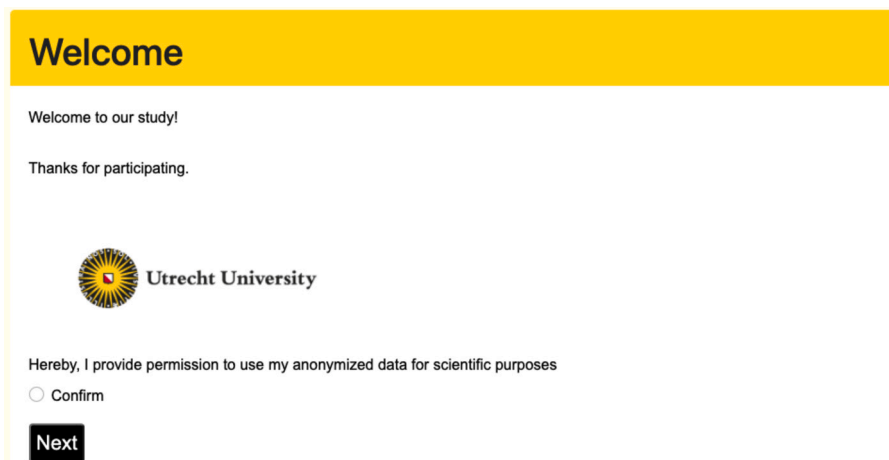 Welcome
Welcome to our study!
Thanks for participating.
Utrecht University
Hereby, I provide permission to use my anonymized data for scientific purposes
Confirm
Next